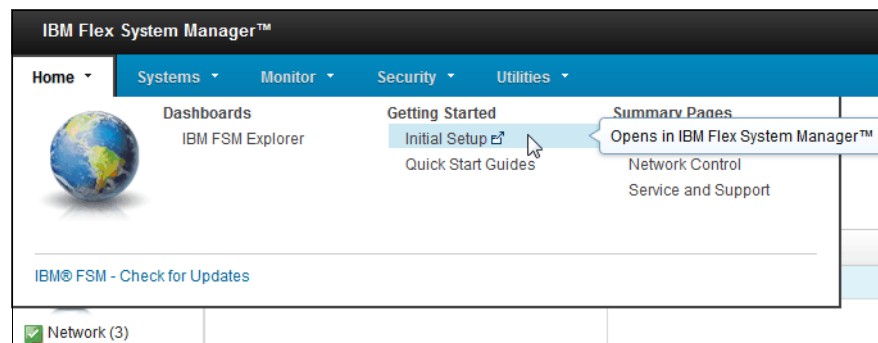 IBM Flex System Manager™
Home Systems Monitor Security Utilities
Dashboards
IBM FSM Explorer
Getting Started
Initial Setup
Quick Start Guides
Summary Pages
Opens in IBM Flex System Manager™
Network Control
Service and Support
IBM® FSM - Check for Updates
Network (3)